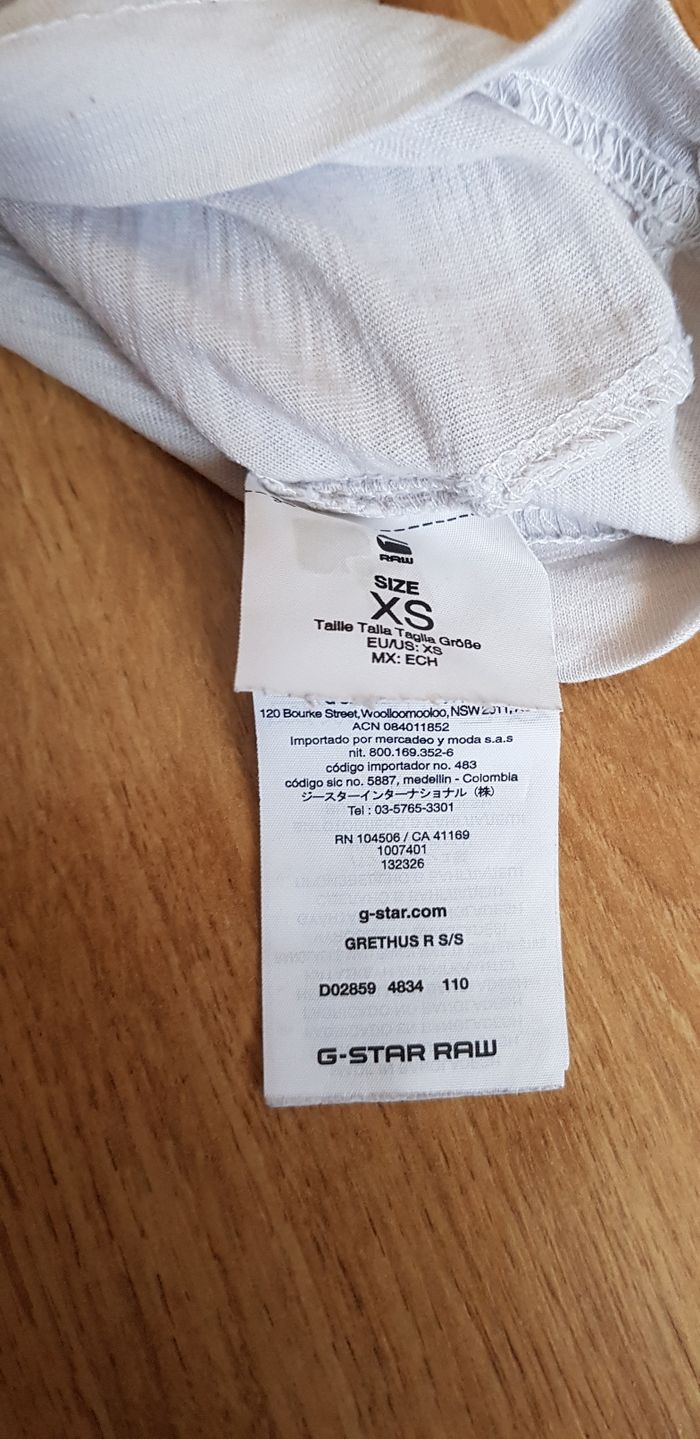 RAW
SIZE
XS
Taille Talla Taglia Größe
EU/US: XS
MX: ECH
120 Bourke Street,Woolloomooloo, NSW
ACN 084011852
Importado por mercadeo y moda s.a.s
nit. 800.169.352-6
código importador no. 483
código sic no. 5887, medellin - Colombia
ジースターインターナショナル（株）
Tel : 03-5765-3301
RN 104506 / CA 41169
1007401
132326
g-star.com
GRETHUS R S/S
D02859 4834 110
G-STAR RAW